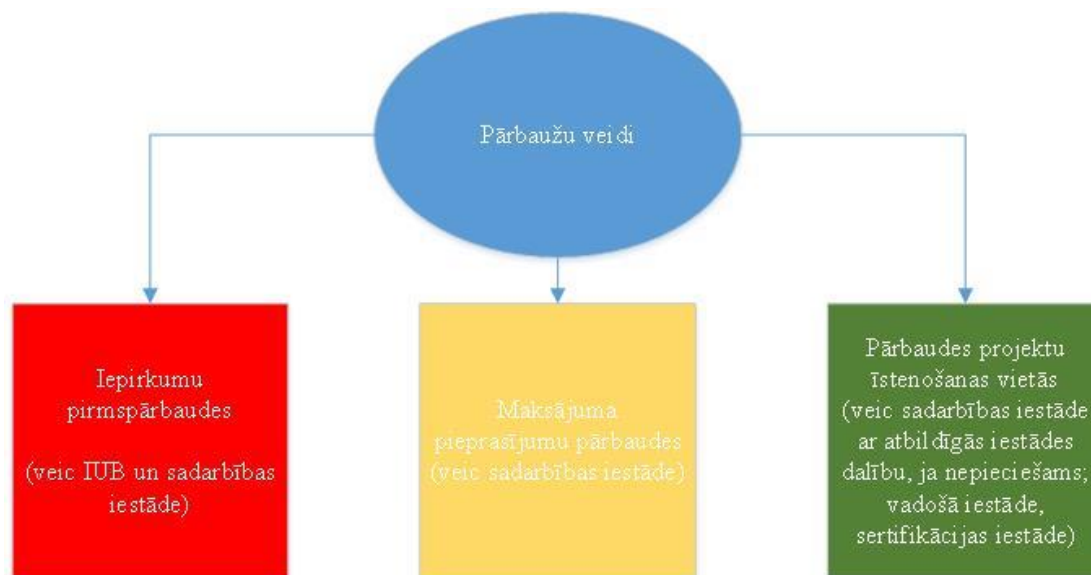 Pārbaužu veidi
Iepirkumu
pirmspārbaudes
(veic IUB un sadarbības
iestāde)
Maksājuma
pieprasījumu pārbaudes
(veic sadarbības iestāde)
Pārbaudes projektu
īstenošanas vietās
(veic sadarbības iestāde
ar atbildīgās iestādes
dalību, ja nepieciešams;
vadošā iestāde,
sertifikācijas iestāde)